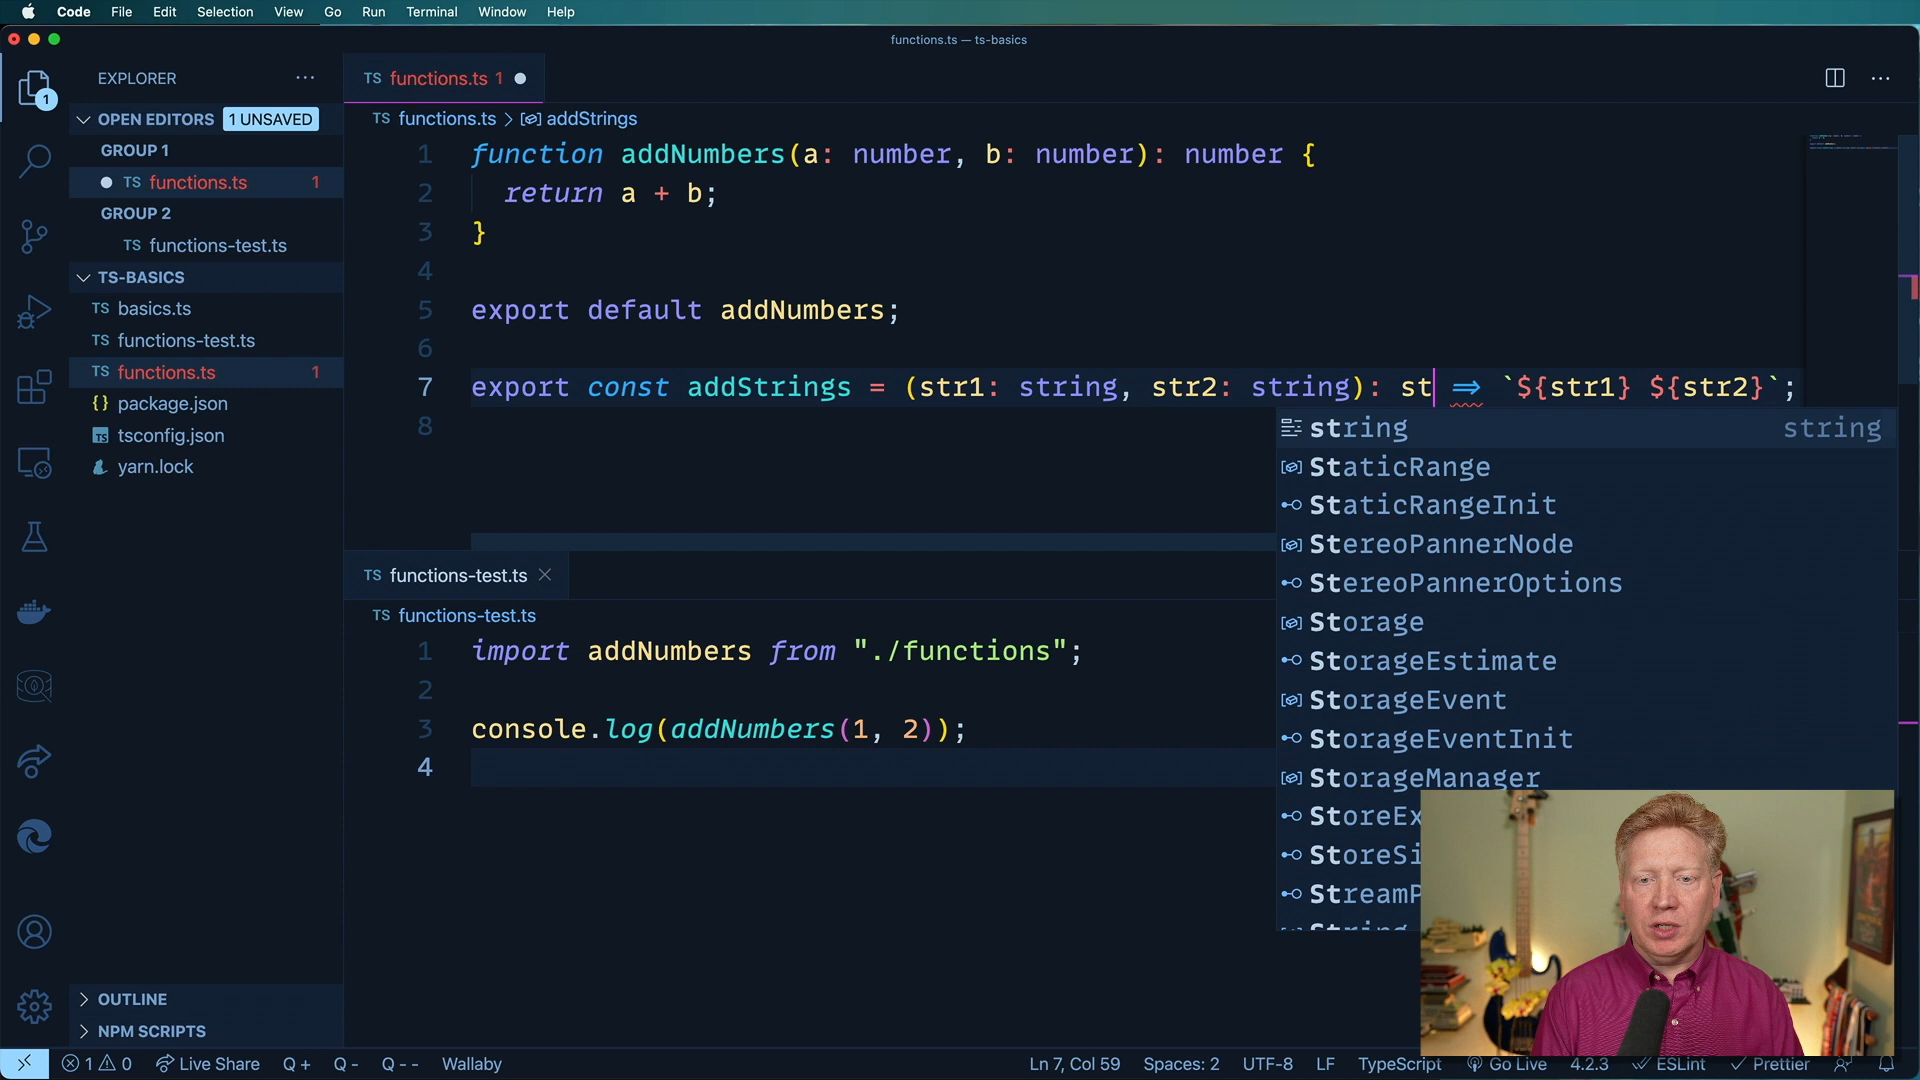 Code File Edit Selection View Go Run Terminal Window Help
functions.ts — ts-basics
EXPLORER
OPEN EDITORS 1 UNSAVED
GROUP 1
TS functions.ts 1
GROUP 2
TS functions-test.ts
TS-BASICS
TS basics.ts
TS functions-test.ts
TS functions.ts 1
{} package.json
TS tsconfig.json
yarn.lock
OUTLINE
NPM SCRIPTS
1
TS functions.ts 1
TS functions.ts > addStrings
1 function addNumbers(a: number, b: number): number {
2 return a + b;
3 }
4
5 export default addNumbers;
6
7 export const addStrings = (str1: string, str2: string): st => `${str1} ${str2}`;
8
string string
StaticRange
StaticRangeInit
StereoPannerNode
StereoPannerOptions
Storage
StorageEstimate
StorageEvent
StorageEventInit
StorageManager
StoreEx
StoreSi
StreamP
String
TS functions-test.ts
TS functions-test.ts
1 import addNumbers from "./functions";
2
3 console.log(addNumbers(1, 2));
4
1 0 Live Share Q + Q - Q - - Wallaby Ln 7, Col 59 Spaces: 2 UTF-8 LF TypeScript Go Live 4.2.3 ESLint Prettier